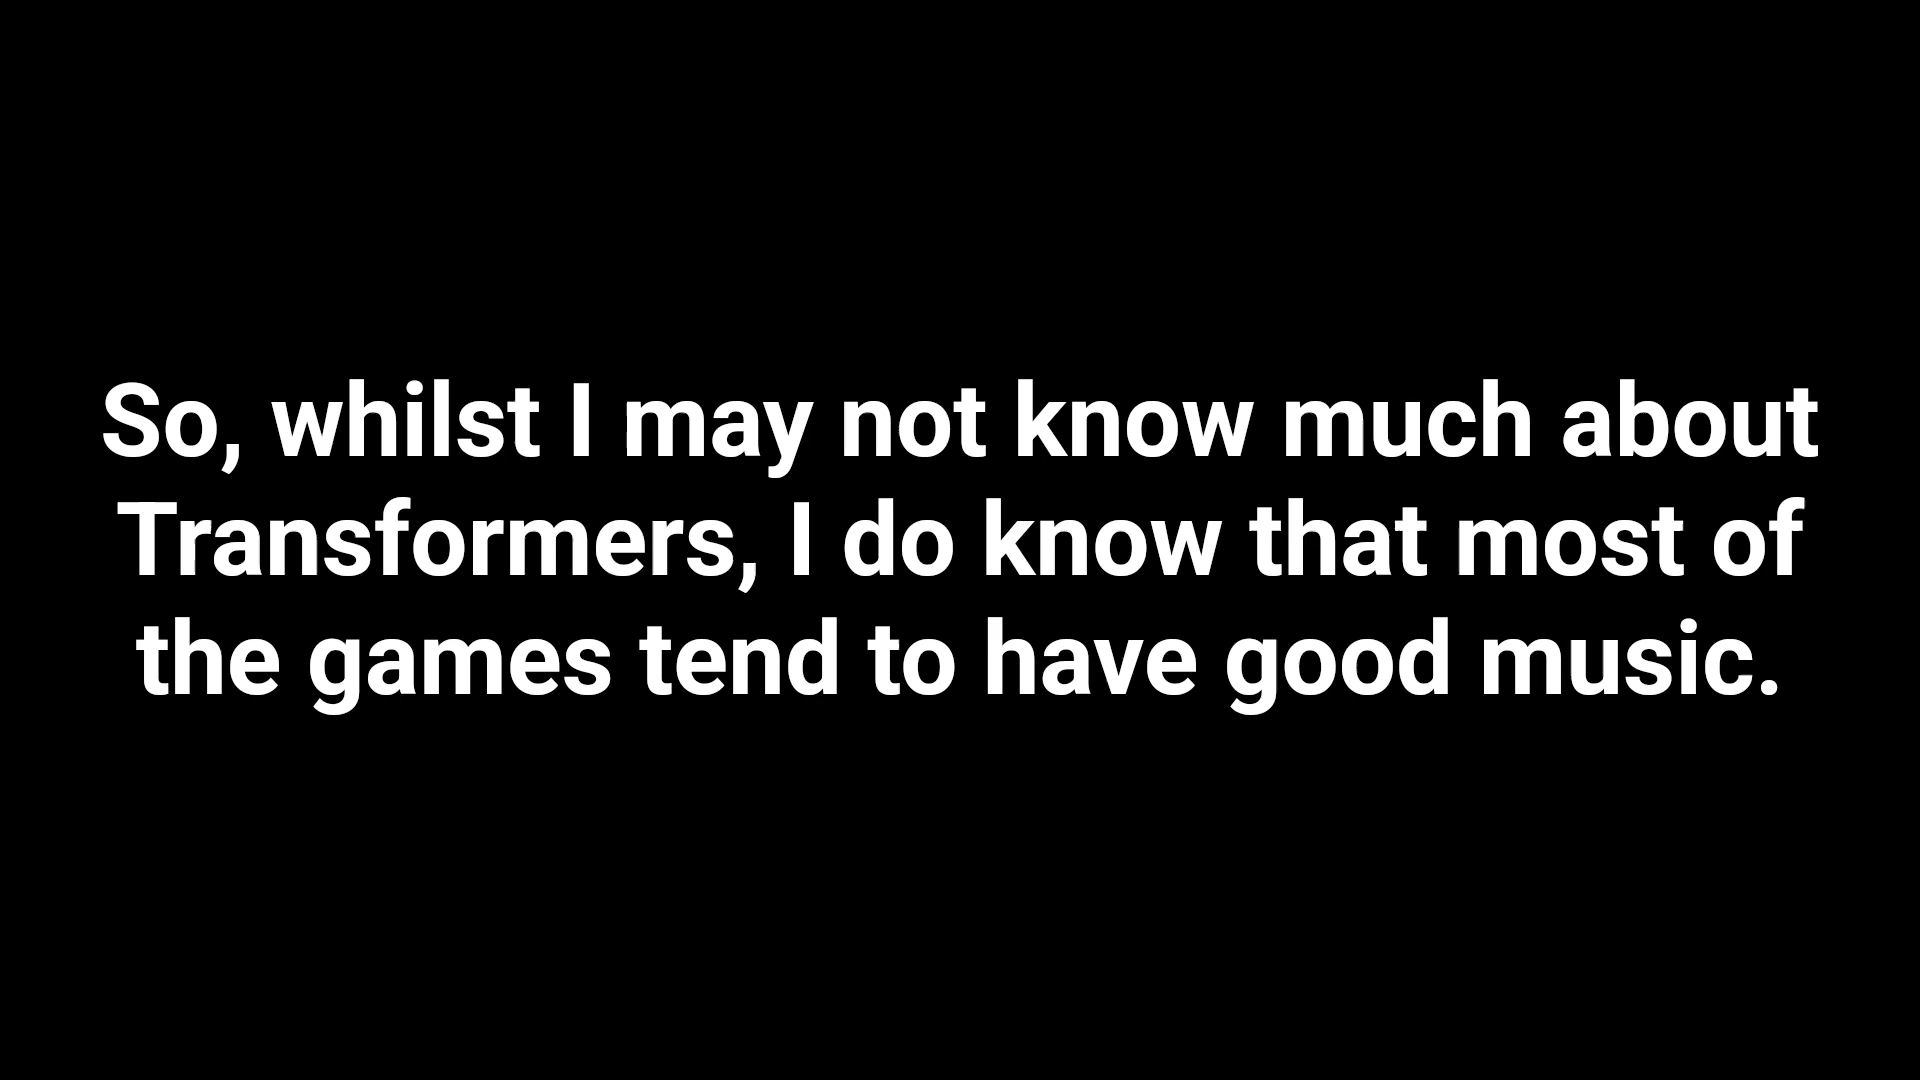 So, whilst I may not know much about
Transformers, I do know that most of
the games tend to have good music.